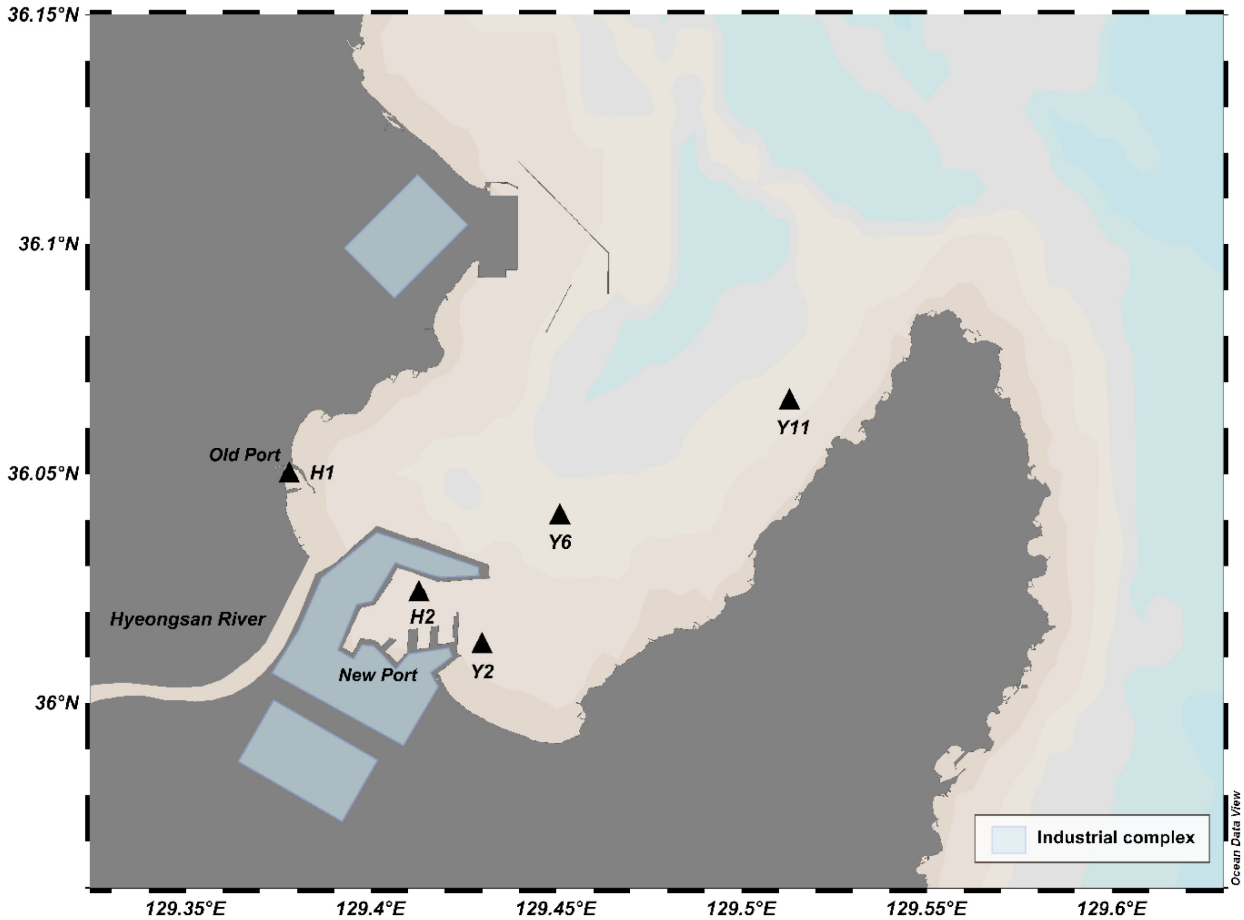 36.15°N
36.1°N
Y11
Old Port
H1
36.05°N
Y6
H2
Hyeongsan River
New Port
Y2
36°N
Industrial complex
Ocean Data View
129.35°E
129.4°E
129.45°E
129.5°E
129.55°E
129.6°E